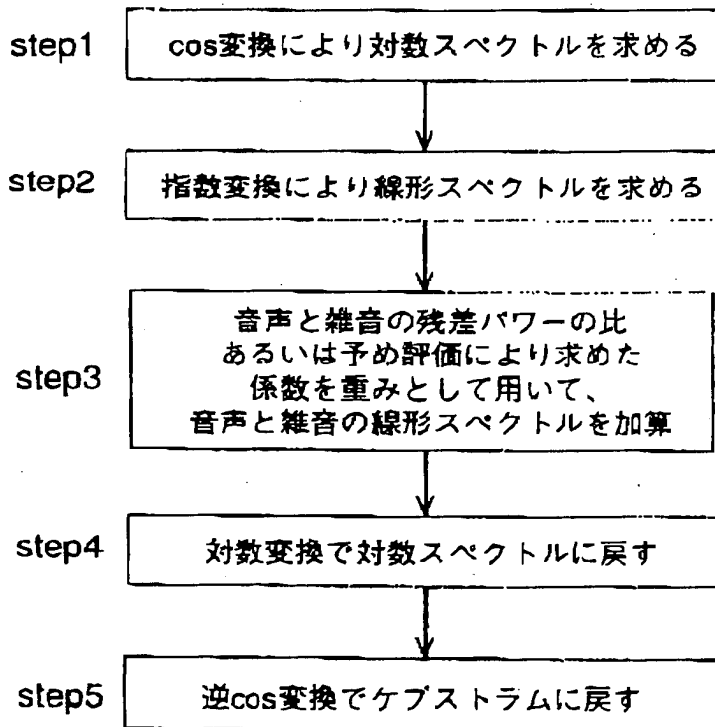 step1
cos変換により対数スペクトルを求める
step2
指数変換により線形スペクトルを求める
step3
音声と雑音の残差パワーの比
あるいは予め評価により求めた
係数を重みとして用いて、
音声と雑音の線形スペクトルを加算
step4
対数変換で対数スペクトルに戻す
step5
逆cos変換でケプストラムに戻す